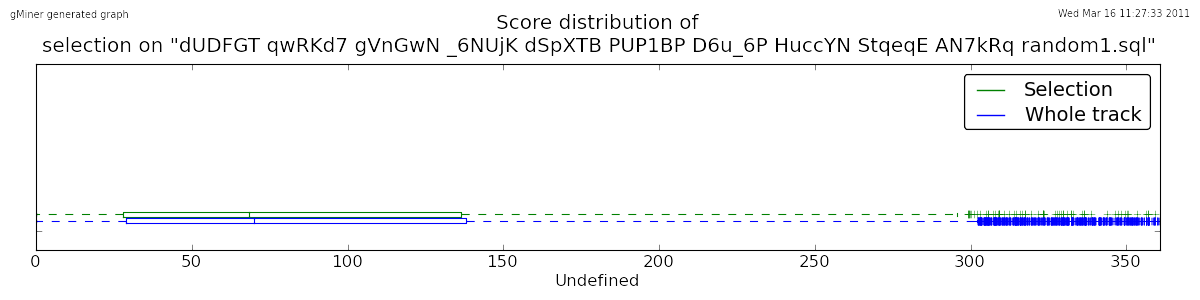 gMiner generated graph
Wed Mar 16 11:27:33 2011
Score distribution of
selection on "dUDFGT qwRKd7 gVnGwN _6NUjK dSpXTB PUP1BP D6u_6P HuccYN StqeqE AN7kRq random1.sql"
Selection
Whole track
0 50 100 150 200 250 300 350
Undefined